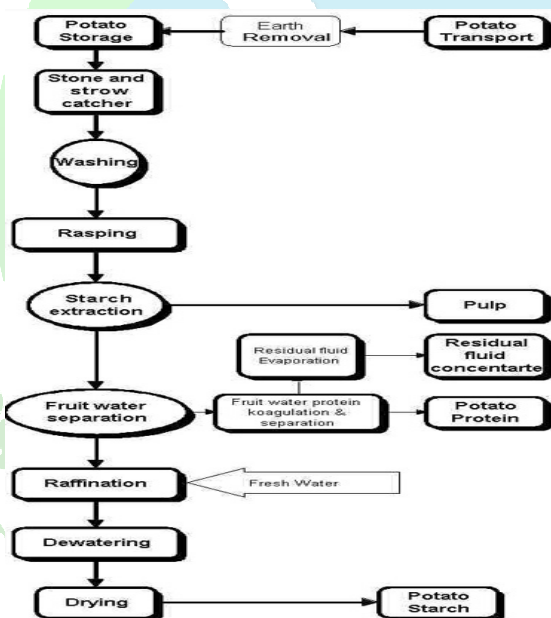 Potato
Storage
Earth
Removal
Potato
Transport
Stone and
strow
catcher
Washing
Rasping
Starch
extraction
Pulp
Residual fluid
Evaporation
Residual
fluid
concentarte
Fruit water
separation
Fruit water protein
koagulation &
separation
Potato
Protein
Raffination
Fresh Water
Dewatering
Drying
Potato
Starch